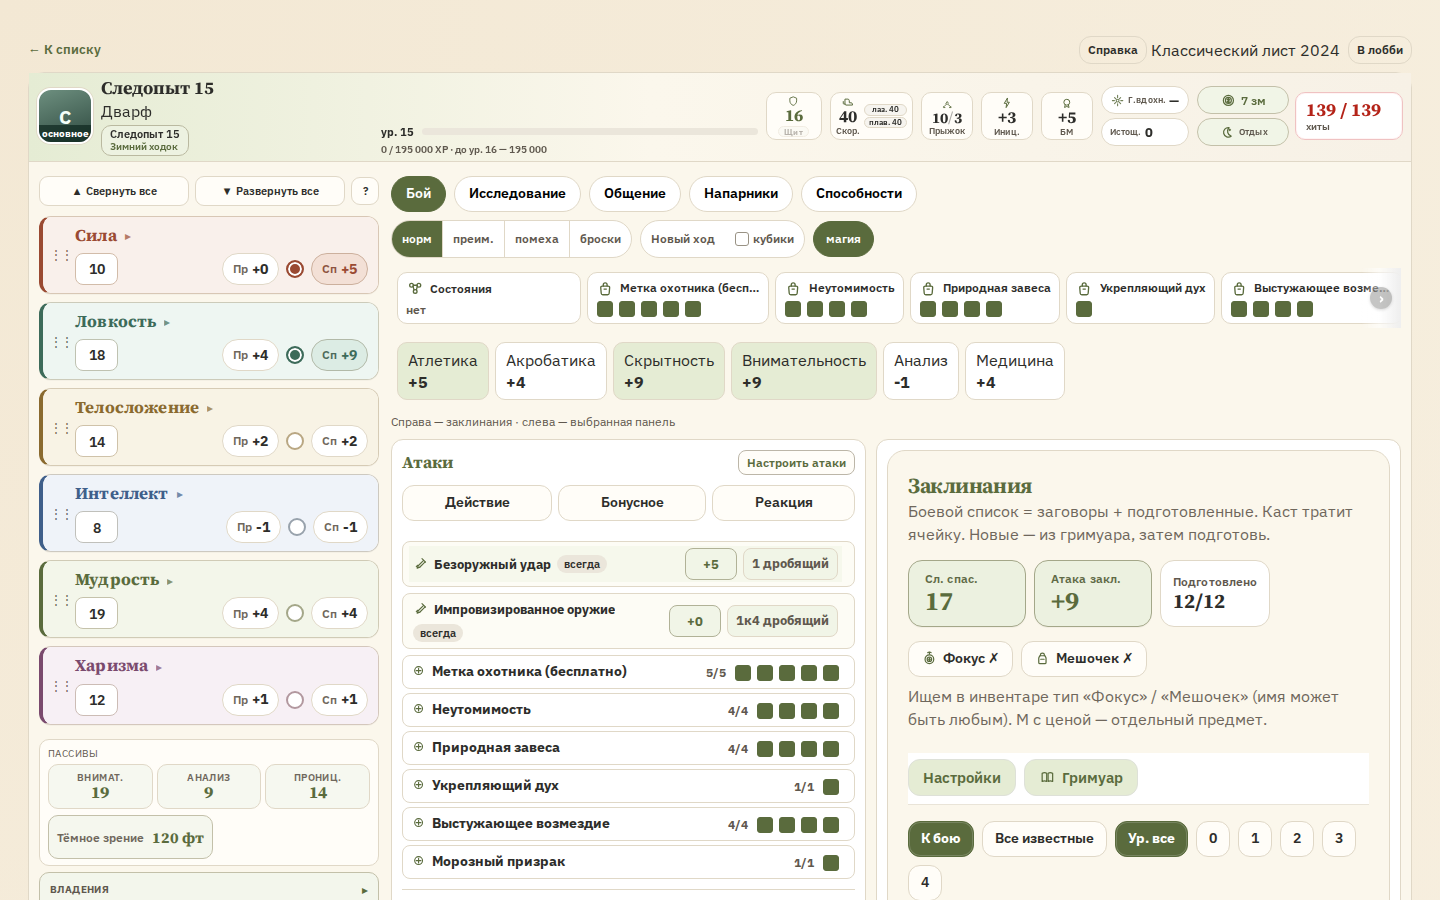 ← К списку
Справка
Классический лист 2024
В лобби
С
основное
Следопыт 15
Дварф
Следопыт 15
Зимний ходок
ур. 15
0 / 195 000 XP · до ур. 16 — 195 000
16
Щит
40
Скор.
лаз. 40
плав. 40
10/3
Прыжок
+3
Иниц.
+5
БМ
Г.вдохн. —
Истощ. 0
7 зм
Отдых
139 / 139
хиты
▲ Свернуть все
▼ Развернуть все
?
Сила ▸
10
Пр +0
Сп +5
Ловкость ▸
18
Пр +4
Сп +9
Телосложение ▸
14
Пр +2
Сп +2
Интеллект ▸
8
Пр -1
Сп -1
Мудрость ▸
19
Пр +4
Сп +4
Харизма ▸
12
Пр +1
Сп +1
ПАССИВЫ
ВНИМАТ.
19
АНАЛИЗ
9
ПРОНИЦ.
14
Тёмное зрение 120 фт
ВЛАДЕНИЯ ▸
Бой
Исследование
Общение
Напарники
Способности
норм
преим.
помеха
броски
Новый ход
кубики
магия
Состояния
нет
Метка охотника (бесп...
Неутомимость
Природная завеса
Укрепляющий дух
Выстужающее возме...
›
Атлетика
+5
Акробатика
+4
Скрытность
+9
Внимательность
+9
Анализ
-1
Медицина
+4
Справа — заклинания · слева — выбранная панель
Атаки
Настроить атаки
Действие
Бонусное
Реакция
Безоружный удар всегда
+5
1 дробящий
Импровизированное оружие
всегда
+0
1к4 дробящий
Метка охотника (бесплатно) 5/5
Неутомимость 4/4
Природная завеса 4/4
Укрепляющий дух 1/1
Выстужающее возмездие 4/4
Морозный призрак 1/1
Заклинания
Боевой список = заговоры + подготовленные. Каст тратит
ячейку. Новые — из гримуара, затем подготовь.
Сл. спас.
17
Атака закл.
+9
Подготовлено
12/12
Фокус ✗
Мешочек ✗
Ищем в инвентаре тип «Фокус» / «Мешочек» (имя может
быть любым). М с ценой — отдельный предмет.
Настройки
Гримуар
К бою
Все известные
Ур. все
0
1
2
3
4